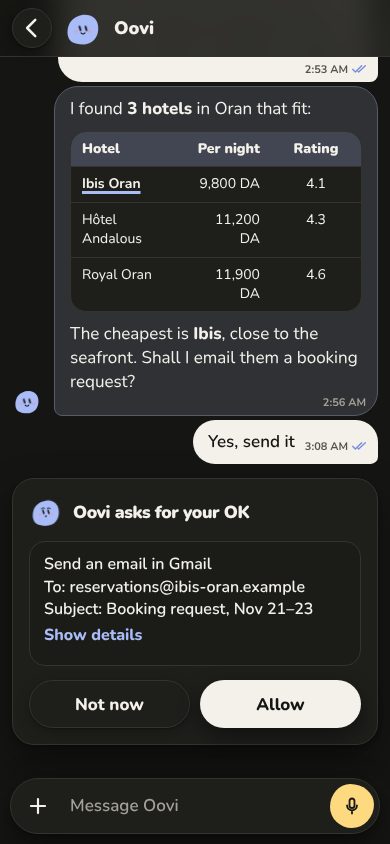 Oovi
2:53 AM
I found 3 hotels in Oran that fit:
Hotel Per night Rating
Ibis Oran 9,800 DA 4.1
Hôtel Andalous 11,200 DA 4.3
Royal Oran 11,900 DA 4.6
The cheapest is Ibis, close to the
seafront. Shall I email them a booking
request?
2:56 AM
Yes, send it 3:08 AM
Oovi asks for your OK
Send an email in Gmail
To: reservations@ibis-oran.example
Subject: Booking request, Nov 21–23
Show details
Not now Allow
Message Oovi